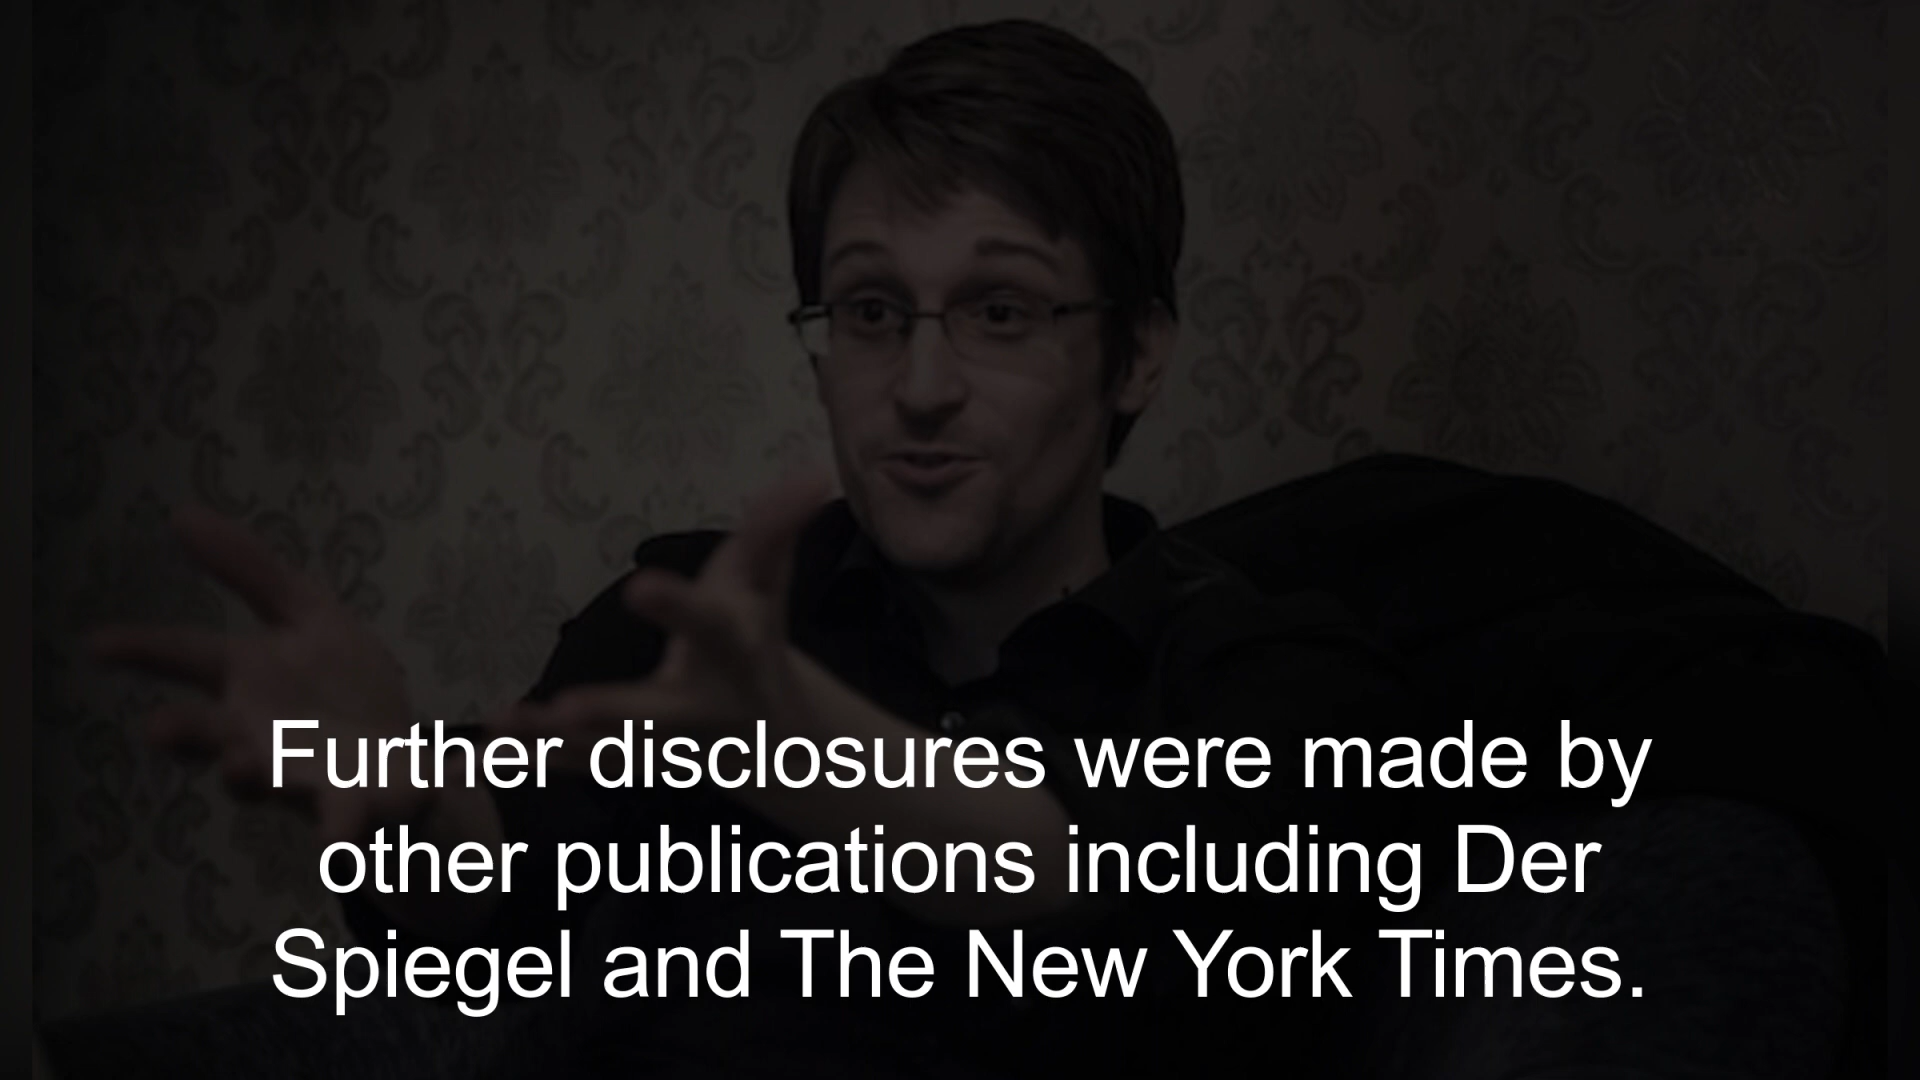 Further disclosures were made by
other publications including Der
Spiegel and The New York Times.